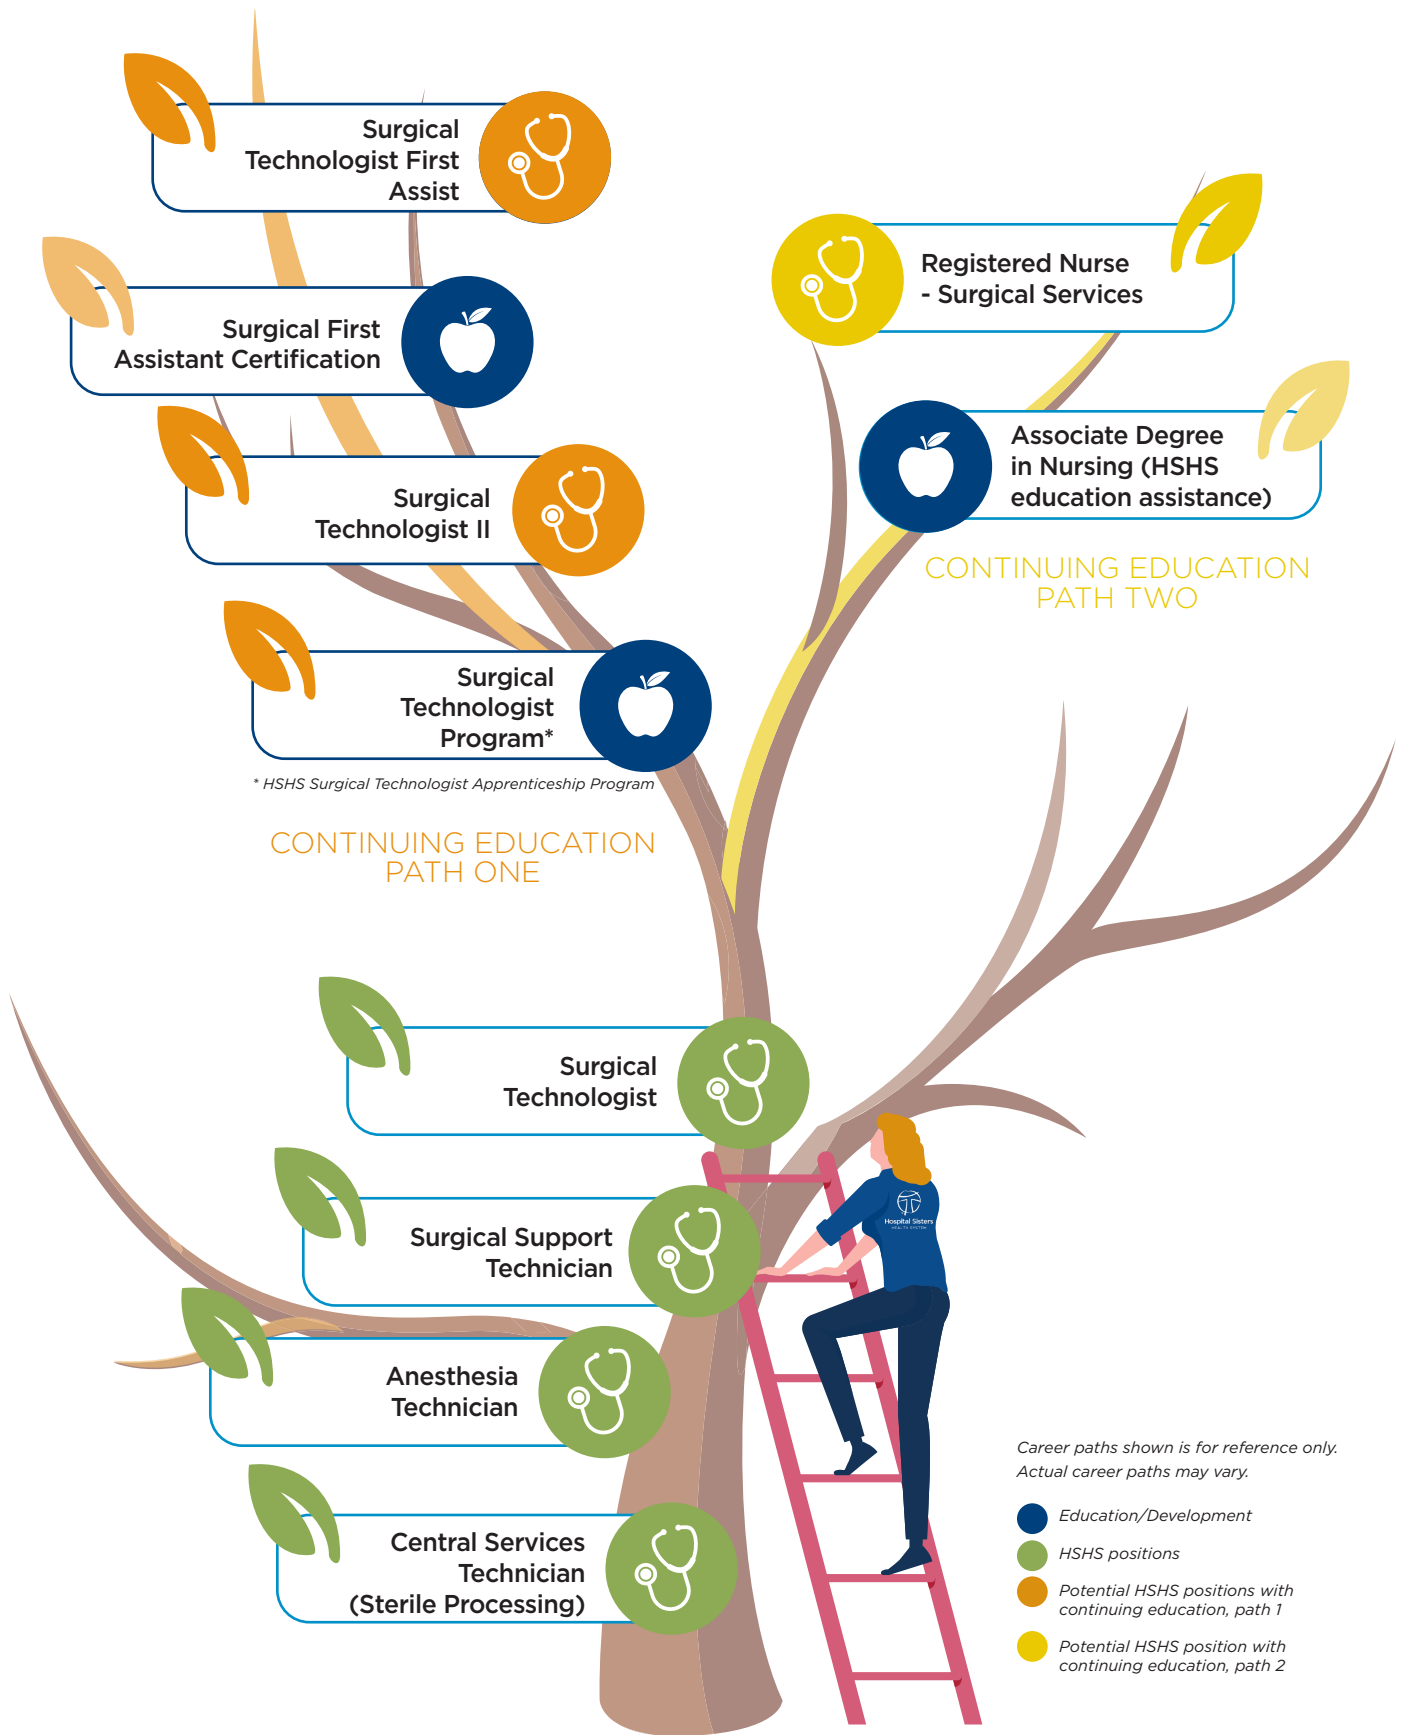 Surgical
Technologist First
Assist
Surgical First
Assistant Certification
Surgical
Technologist II
Surgical
Technologist
Program*
* HSHS Surgical Technologist Apprenticeship Program
CONTINUING EDUCATION
PATH ONE
Registered Nurse
- Surgical Services
Associate Degree
in Nursing (HSHS
education assistance)
CONTINUING EDUCATION
PATH TWO
Surgical
Technologist
Surgical Support
Technician
Anesthesia
Technician
Central Services
Technician
(Sterile Processing)
Hospital Sisters
HEALTH SYSTEM
Career paths shown is for reference only.
Actual career paths may vary.
Education/Development
HSHS positions
Potential HSHS positions with
continuing education, path 1
Potential HSHS position with
continuing education, path 2